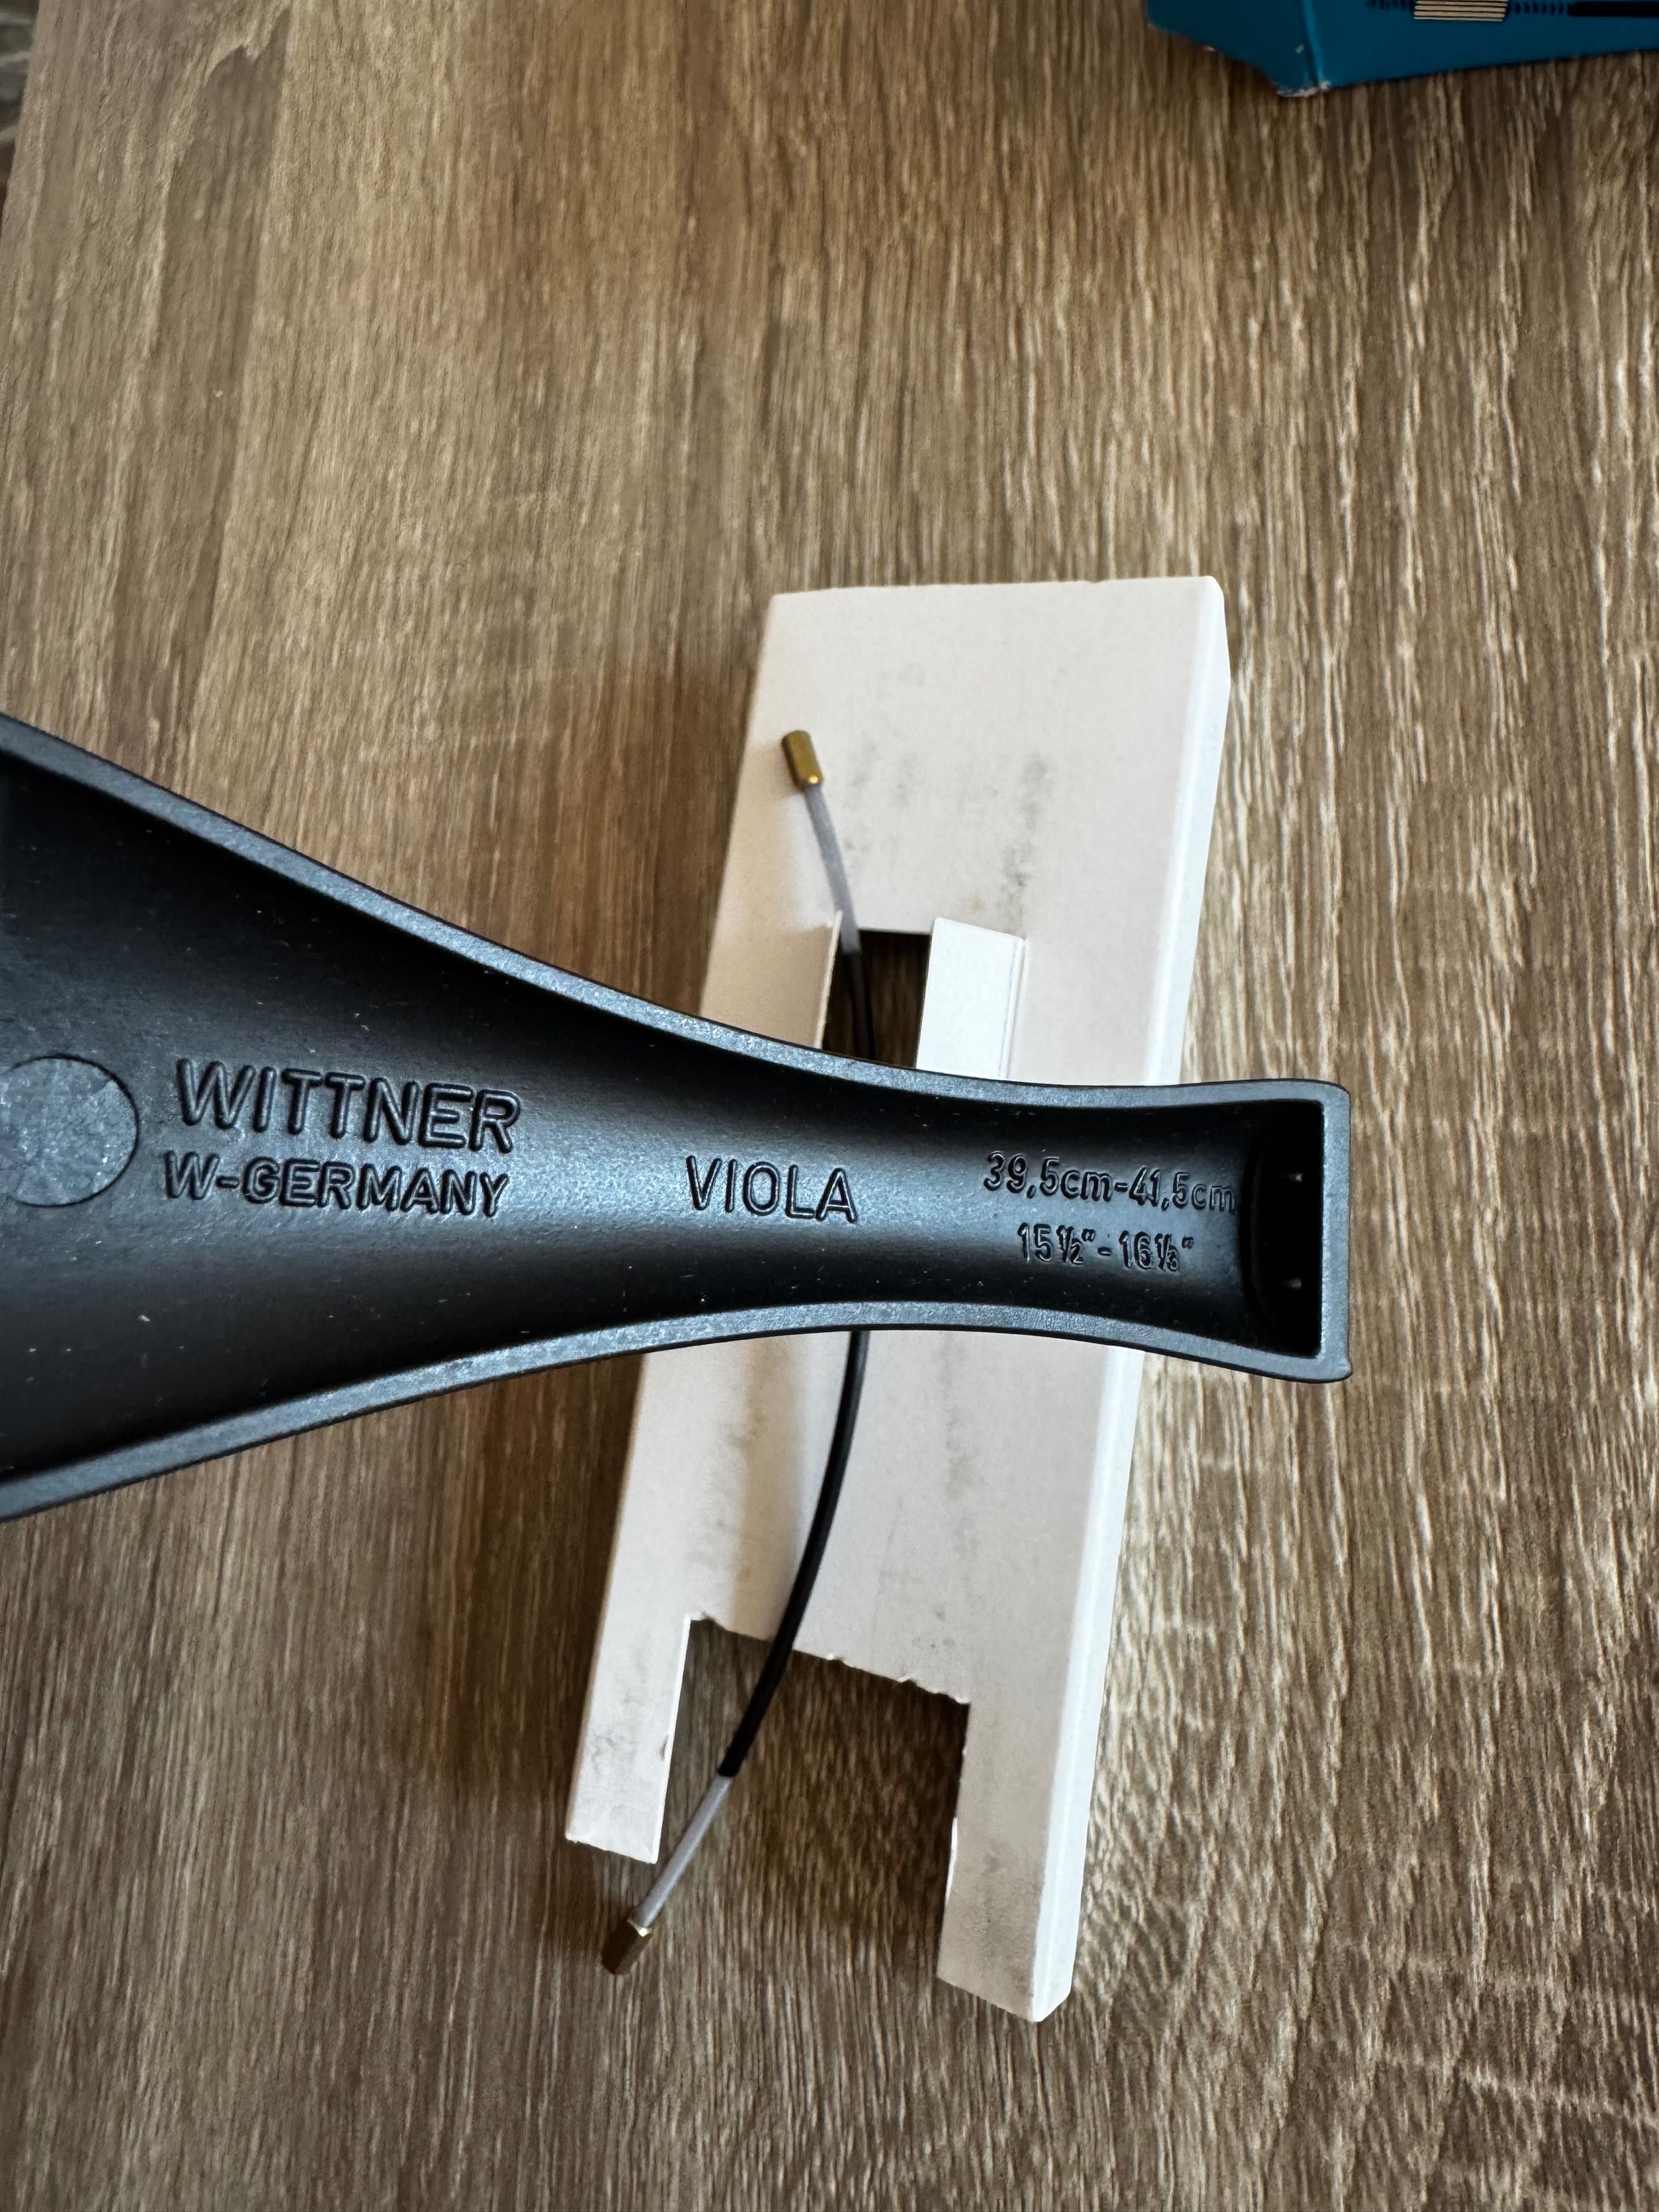 WITTNER
W-GERMANY
VIOLA
39,5cm-41,5cm
15½"-16⅓"